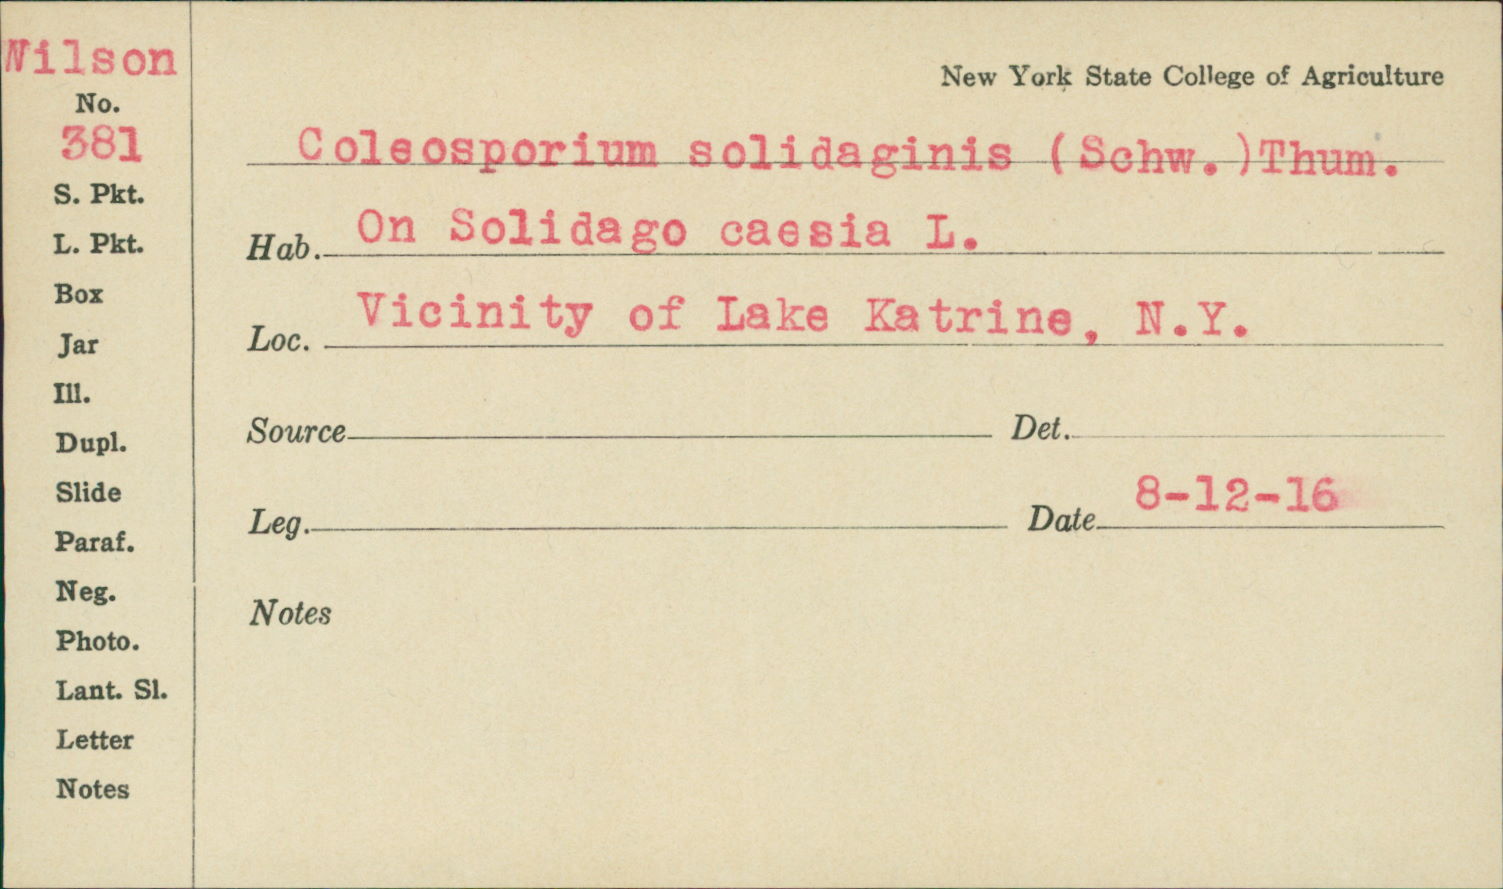 Wilson
No.
381
S. Pkt.
L. Pkt.
Box
Jar
Ill.
Dupl.
Slide
Paraf.
Neg.
Photo.
Lant. Sl.
Letter
Notes
New York State College of Agriculture
Coleosporium solidaginis (Schw.)Thum.
Hab. On Solidago caesia L.
Loc. Vicinity of Lake Katrine, N.Y.
Source Det.
Leg. Date 8-12-16
Notes